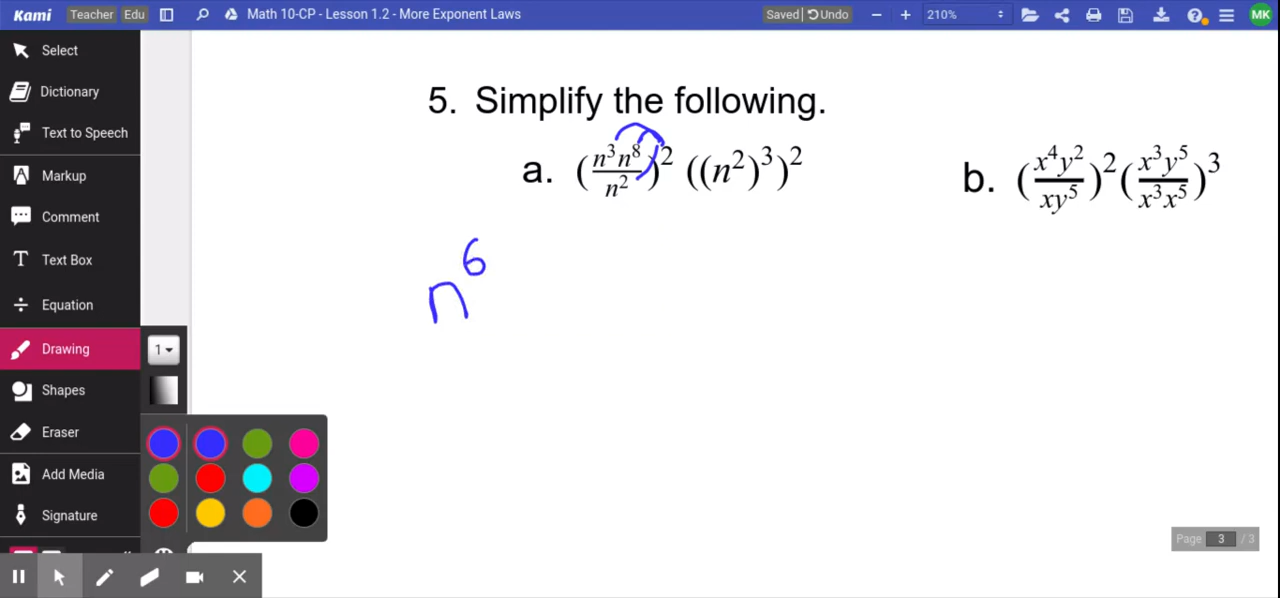 Kami Teacher Edu Math 10-CP - Lesson 1.2 - More Exponent Laws Saved Undo − + 210% MK
Select
Dictionary
Text to Speech
Markup
Comment
Text Box
Equation
Drawing
Shapes
Eraser
Add Media
Signature
1
5. Simplify the following.
a. (n³n⁸/n²)² ((n²)³)²
b. (x⁴y²/xy⁵)² (x³y⁵/x³x⁵)³
n⁶
Page 3 / 3